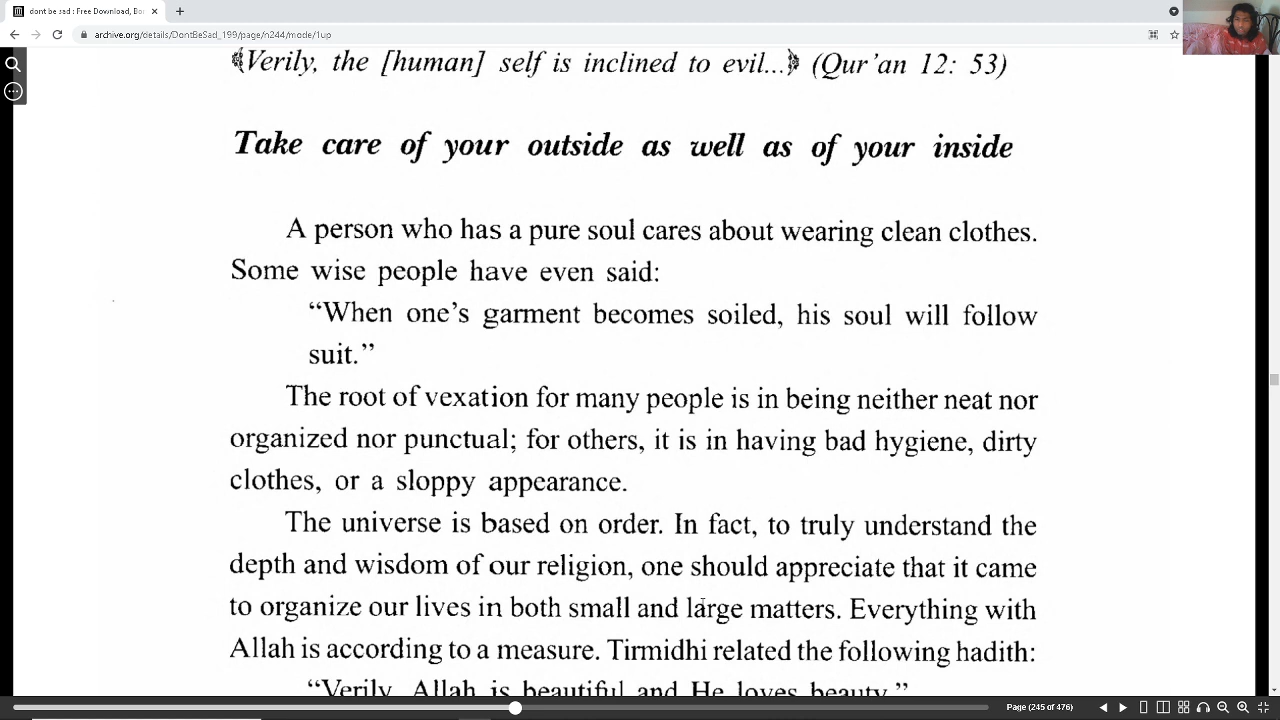 dont be sad : Free Download, Bo
archive.org/details/DontBeSad_199/page/n244/mode/1up
Verily, the [human] self is inclined to evil... (Qur’an 12: 53)
Take care of your outside as well as of your inside
A person who has a pure soul cares about wearing clean clothes.
Some wise people have even said:
“When one’s garment becomes soiled, his soul will follow
suit.”
The root of vexation for many people is in being neither neat nor
organized nor punctual; for others, it is in having bad hygiene, dirty
clothes, or a sloppy appearance.
The universe is based on order. In fact, to truly understand the
depth and wisdom of our religion, one should appreciate that it came
to organize our lives in both small and large matters. Everything with
Allah is according to a measure. Tirmidhi related the following hadith:
“Verily, Allah is beautiful and He loves beauty.”
Page (245 of 476)